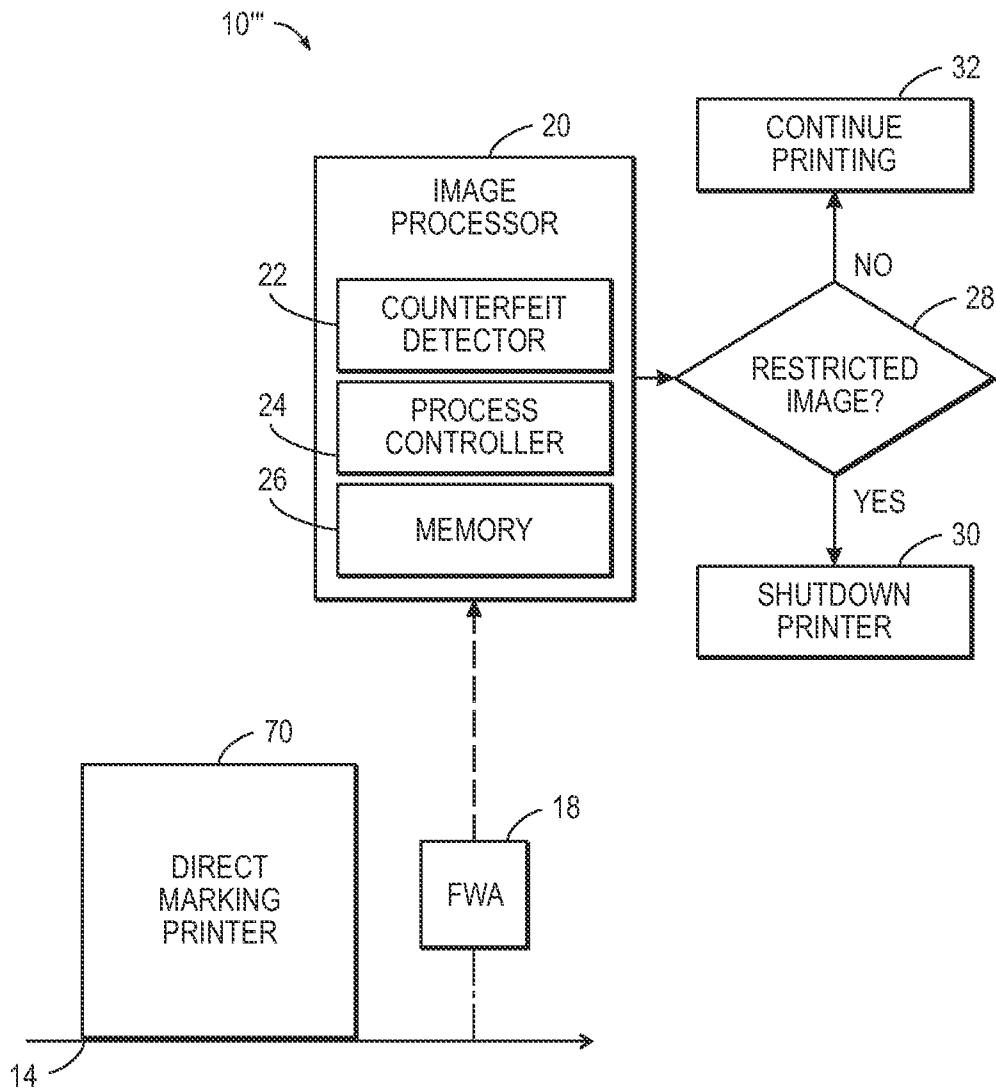 10'''
20
IMAGE
PROCESSOR
22
COUNTERFEIT
DETECTOR
24
PROCESS
CONTROLLER
26
MEMORY
32
CONTINUE
PRINTING
NO
28
RESTRICTED
IMAGE?
YES
30
SHUTDOWN
PRINTER
70
DIRECT
MARKING
PRINTER
18
FWA
14